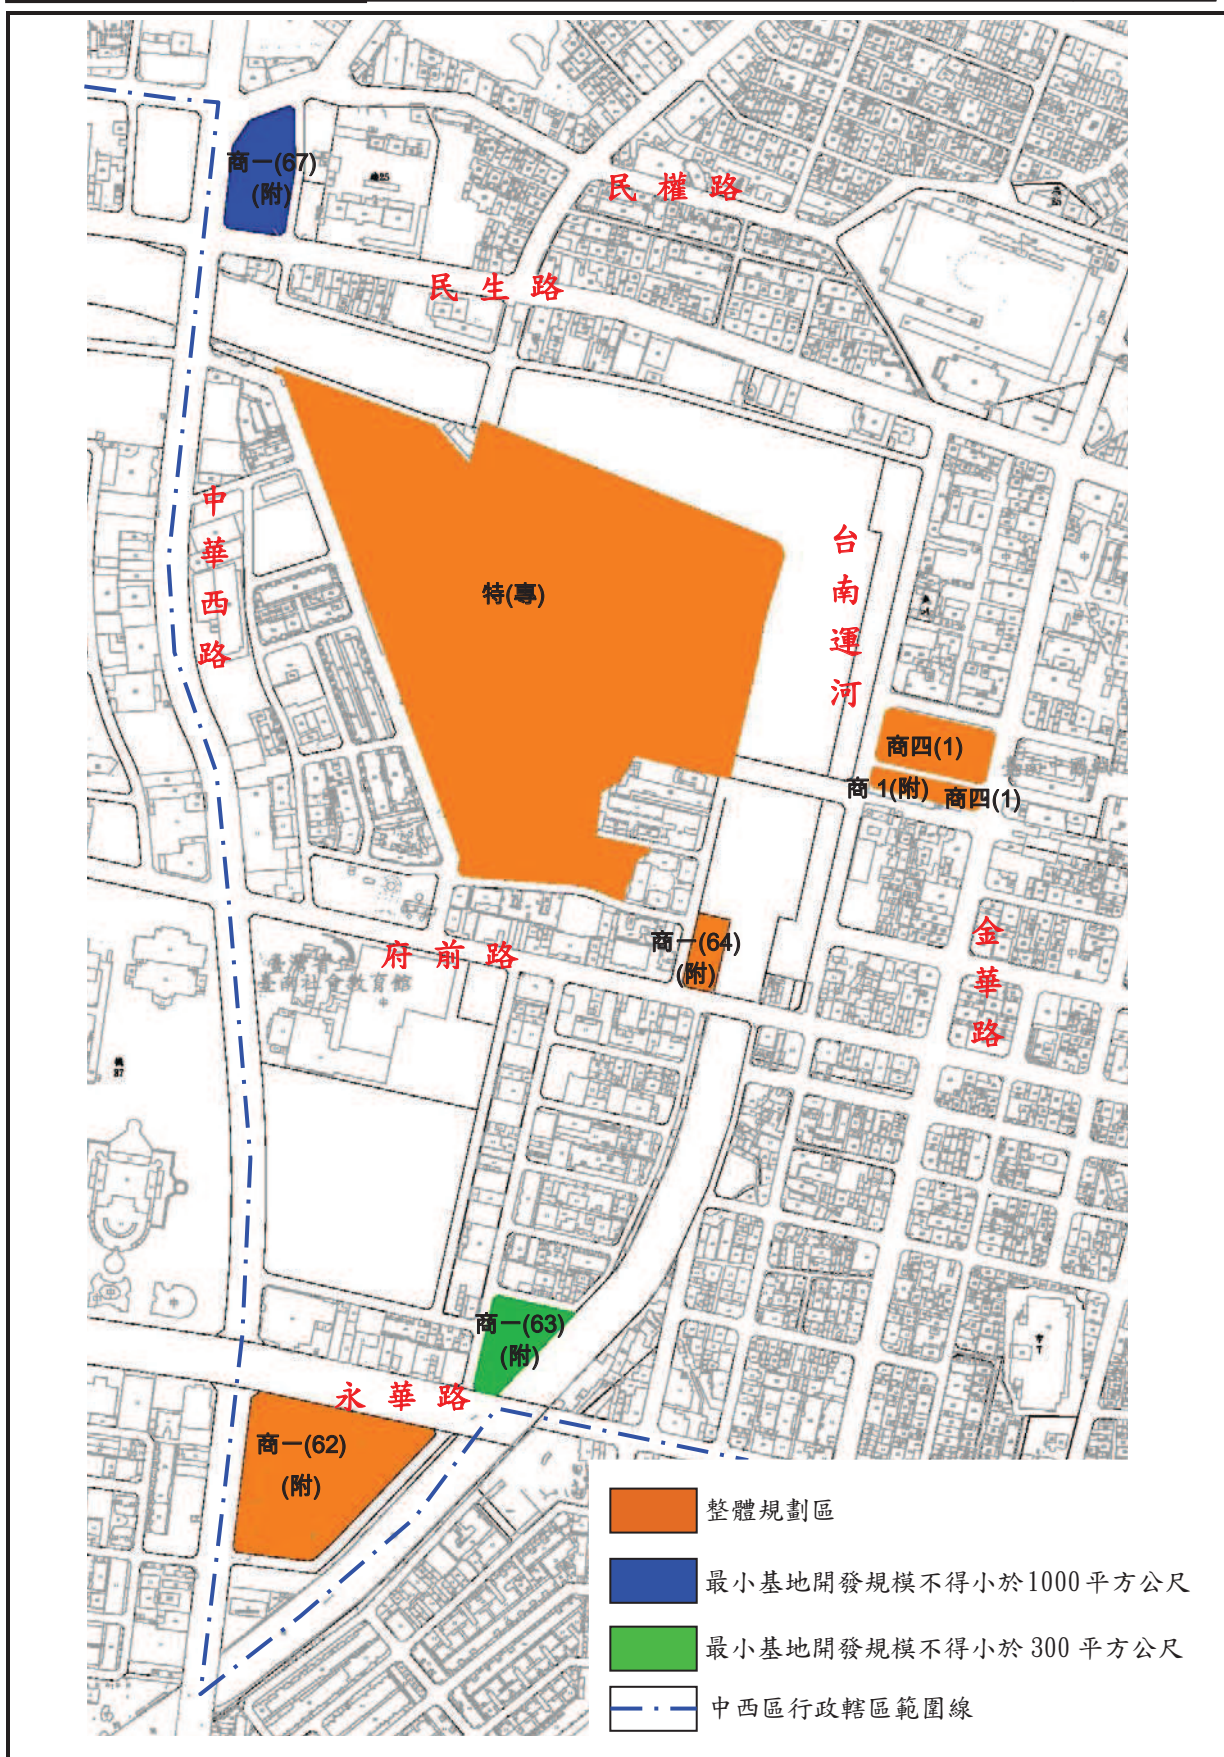 商一(67)
(附)
民權路
民生路
中華西路
台南運河
特(專)
商四(1)
商1(附)
商四(1)
商一(64)
(附)
府前路
金華路
商一(63)
(附)
永華路
商一(62)
(附)
整體規劃區
最小基地開發規模不得小於1000平方公尺
最小基地開發規模不得小於 300 平方公尺
中西區行政轄區範圍線